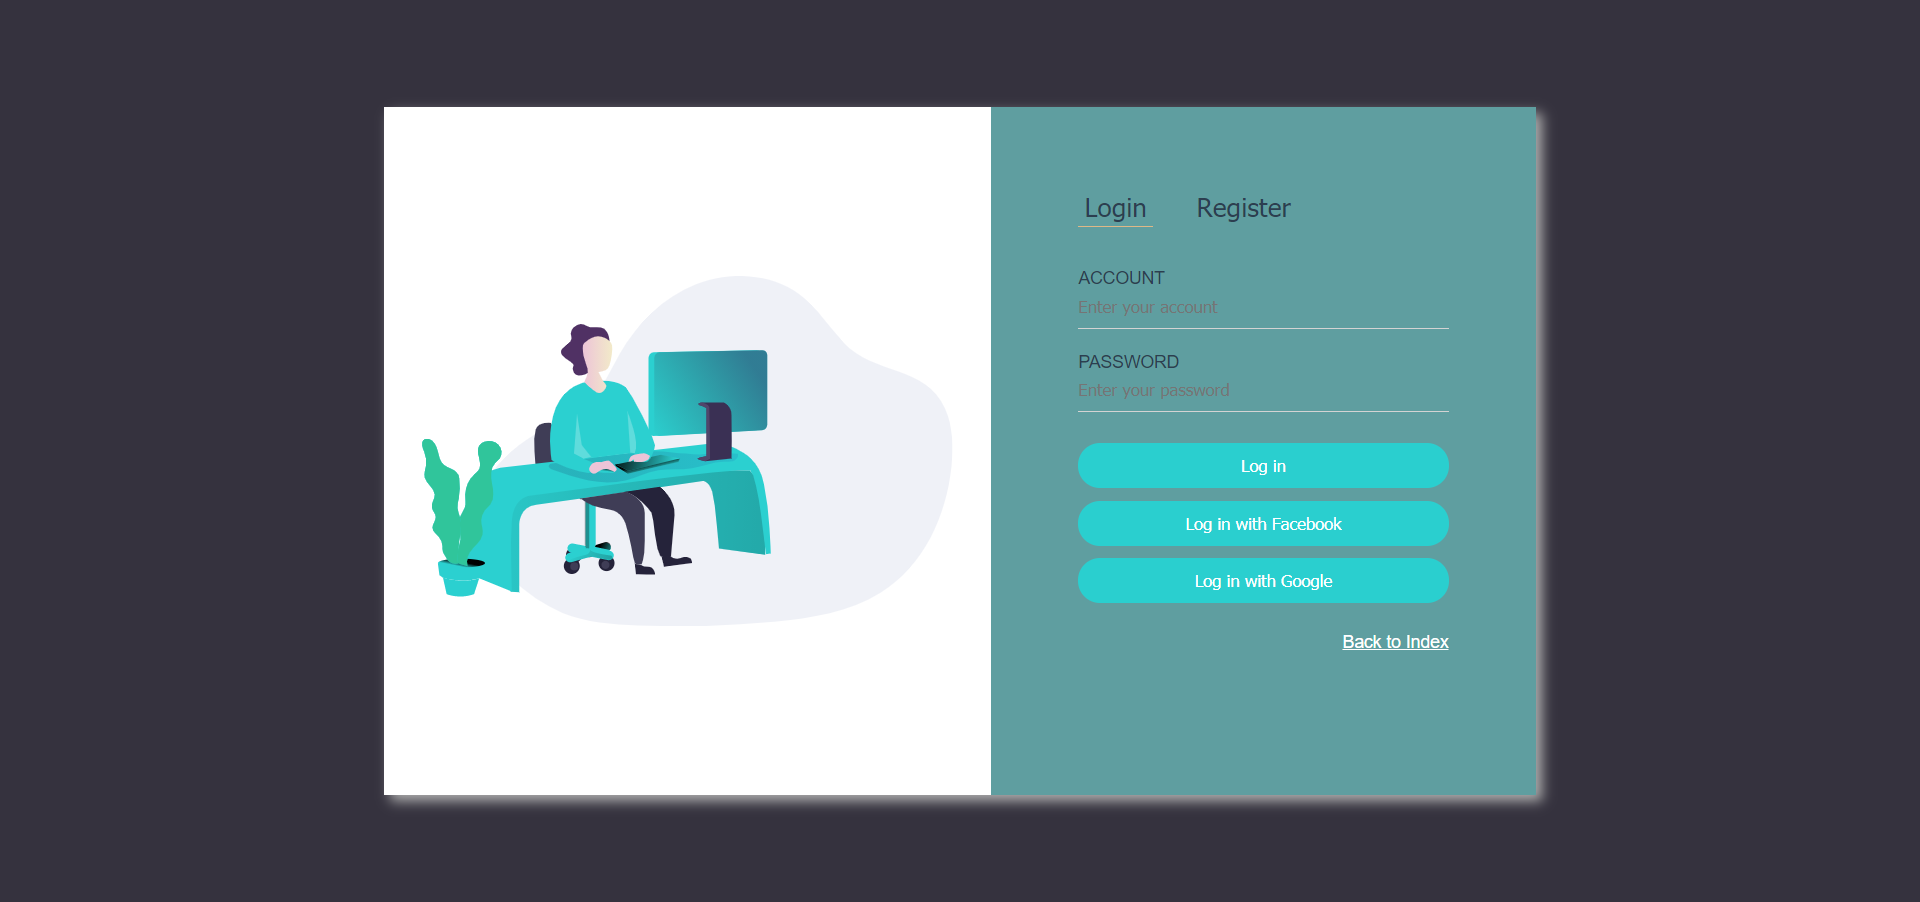 Login Register
ACCOUNT
Enter your account
PASSWORD
Enter your password
Log in
Log in with Facebook
Log in with Google
Back to Index